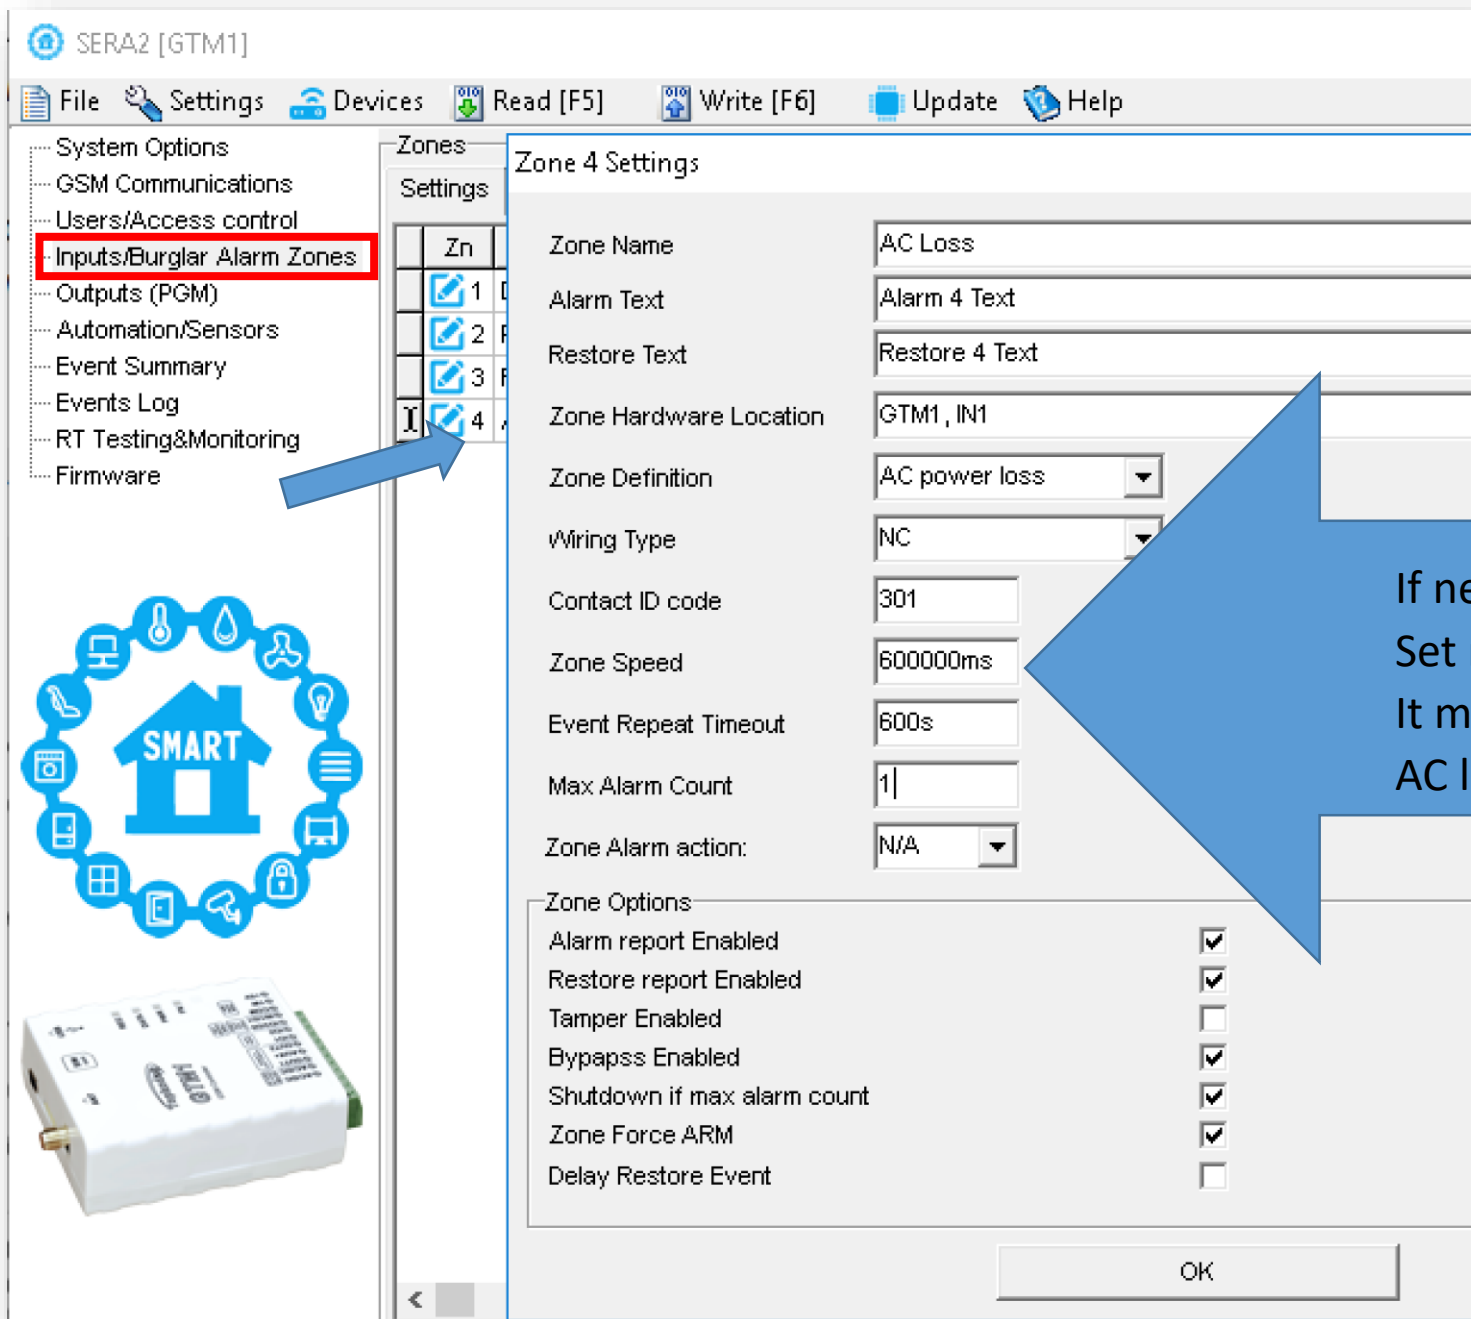 SERA2 [GTM1]
File Settings Devices Read [F5] Write [F6] Update Help
System Options
GSM Communications
Users/Access control
Inputs/Burglar Alarm Zones
Outputs (PGM)
Automation/Sensors
Event Summary
Events Log
RT Testing&Monitoring
Firmware
SMART
Zones
Settings
Zn
1
2
3
4
Zone 4 Settings
Zone Name AC Loss
Alarm Text Alarm 4 Text
Restore Text Restore 4 Text
Zone Hardware Location GTM1, IN1
Zone Definition AC power loss
Wiring Type NC
Contact ID code 301
Zone Speed 600000ms
Event Repeat Timeout 600s
Max Alarm Count 1
Zone Alarm action: N/A
Zone Options
Alarm report Enabled
Restore report Enabled
Tamper Enabled
Bypapss Enabled
Shutdown if max alarm count
Zone Force ARM
Delay Restore Event
OK
If
Set
It
AC